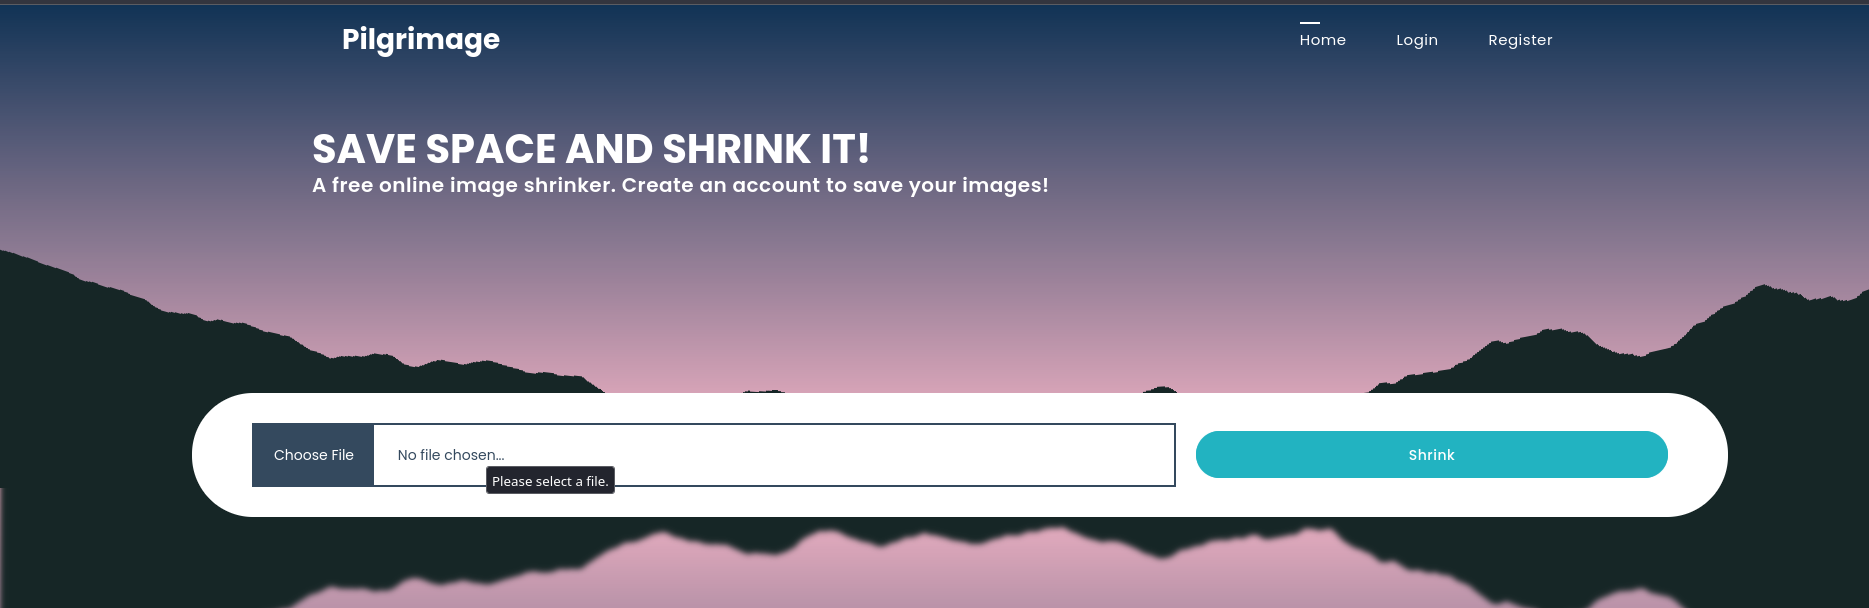 Pilgrimage
Home
Login
Register
SAVE SPACE AND SHRINK IT!
A free online image shrinker. Create an account to save your images!
Choose File
No file chosen...
Please select a file.
Shrink